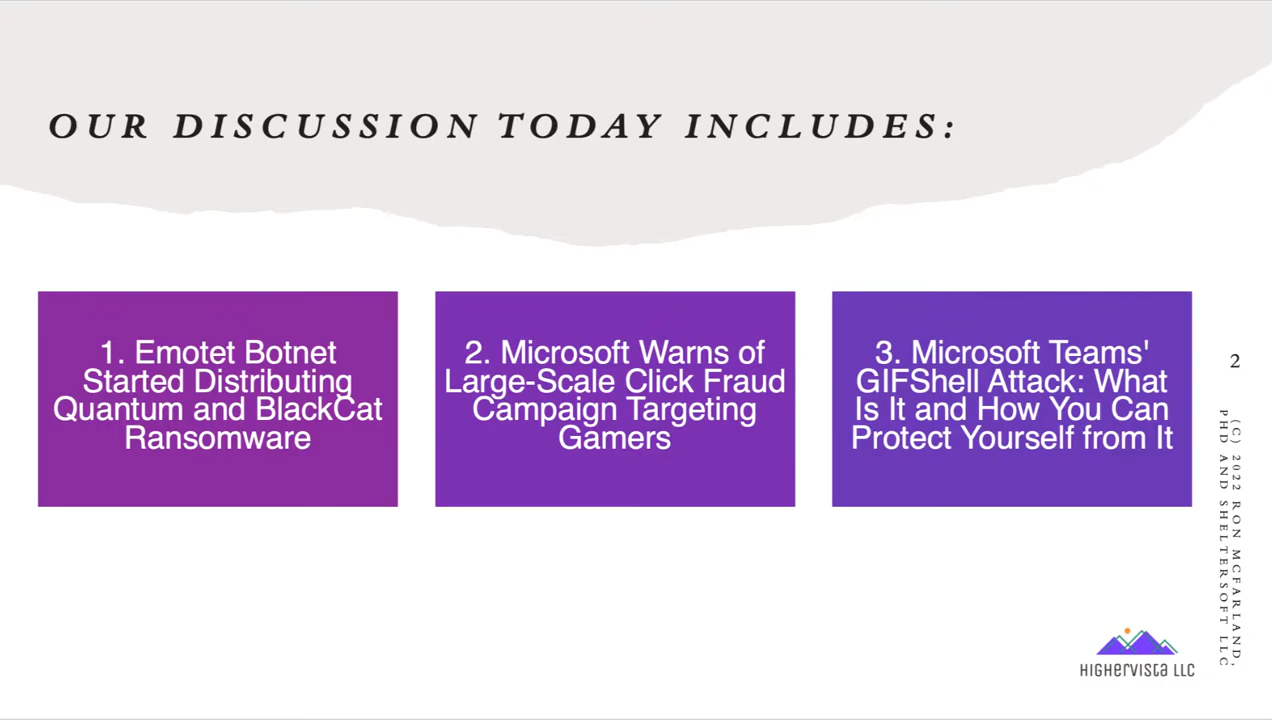 OUR DISCUSSION TODAY INCLUDES:
1. Emotet Botnet
Started Distributing
Quantum and BlackCat
Ransomware
2. Microsoft Warns of
Large-Scale Click Fraud
Campaign Targeting
Gamers
3. Microsoft Teams'
GIFShell Attack: What
Is It and How You Can
Protect Yourself from It
2
(C) 2022 RON MCFARLAND,
PHD AND SHELTERSOFT LLC
HIGHERVISTA LLC